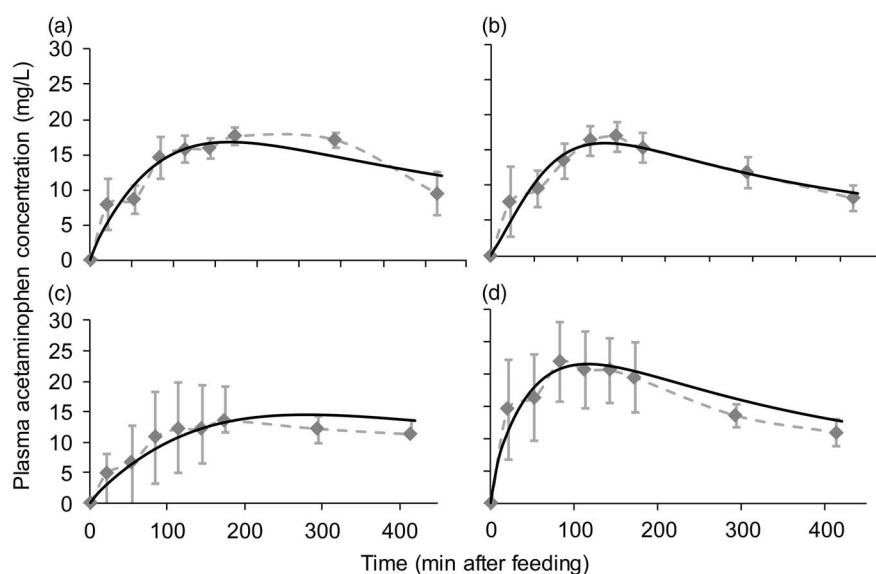 (a)
(b)
Plasma acetaminophen concentration (mg/L)
30
25
20
15
10
5
0
(c)
(d)
30
25
20
15
10
5
0
0 100 200 300 400
0 100 200 300 400
Time (min after feeding)